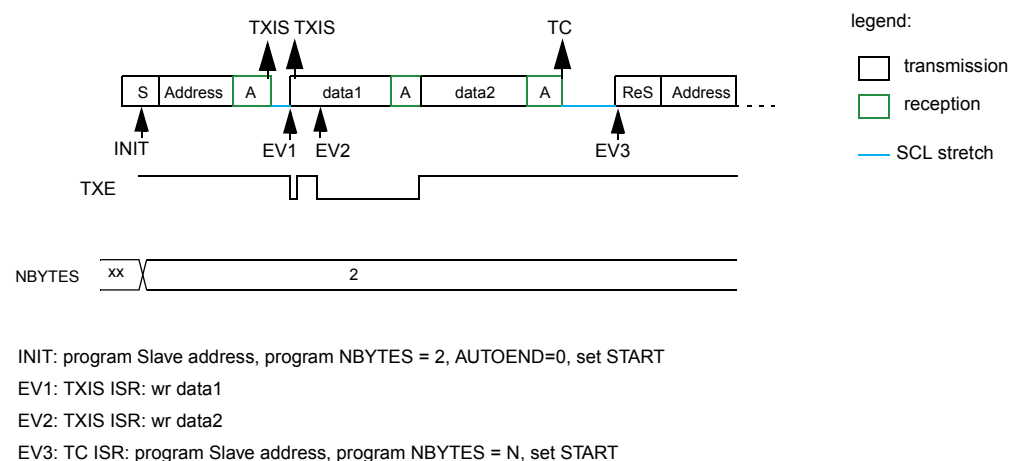 TXIS TXIS TC
legend:
S Address A data1 A data2 A ReS Address
transmission
reception
SCL stretch
INIT EV1 EV2 EV3
TXE
NBYTES xx 2
INIT: program Slave address, program NBYTES = 2, AUTOEND=0, set START
EV1: TXIS ISR: wr data1
EV2: TXIS ISR: wr data2
EV3: TC ISR: program Slave address, program NBYTES = N, set START